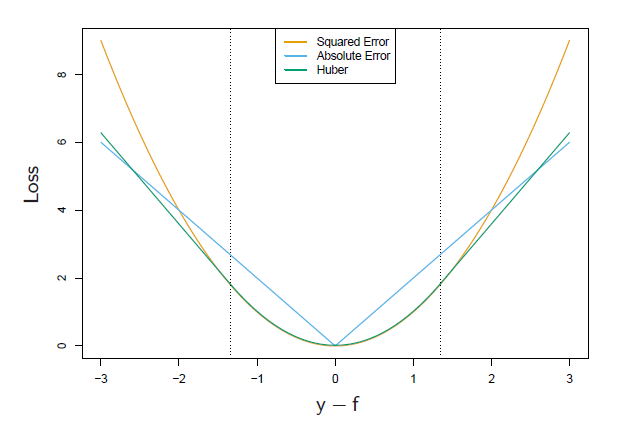 Squared Error
Absolute Error
Huber
Loss
8
6
4
2
0
−3 −2 −1 0 1 2 3
y − f